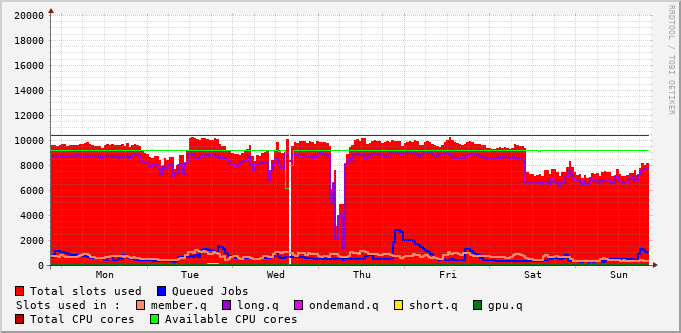 20000
18000
16000
14000
12000
10000
8000
6000
4000
2000
0
Mon Tue Wed Thu Fri Sat Sun
RRDTOOL / TOBI OETIKER
Total slots used Queued Jobs
Slots used in : member.q long.q ondemand.q short.q gpu.q
Total CPU cores Available CPU cores